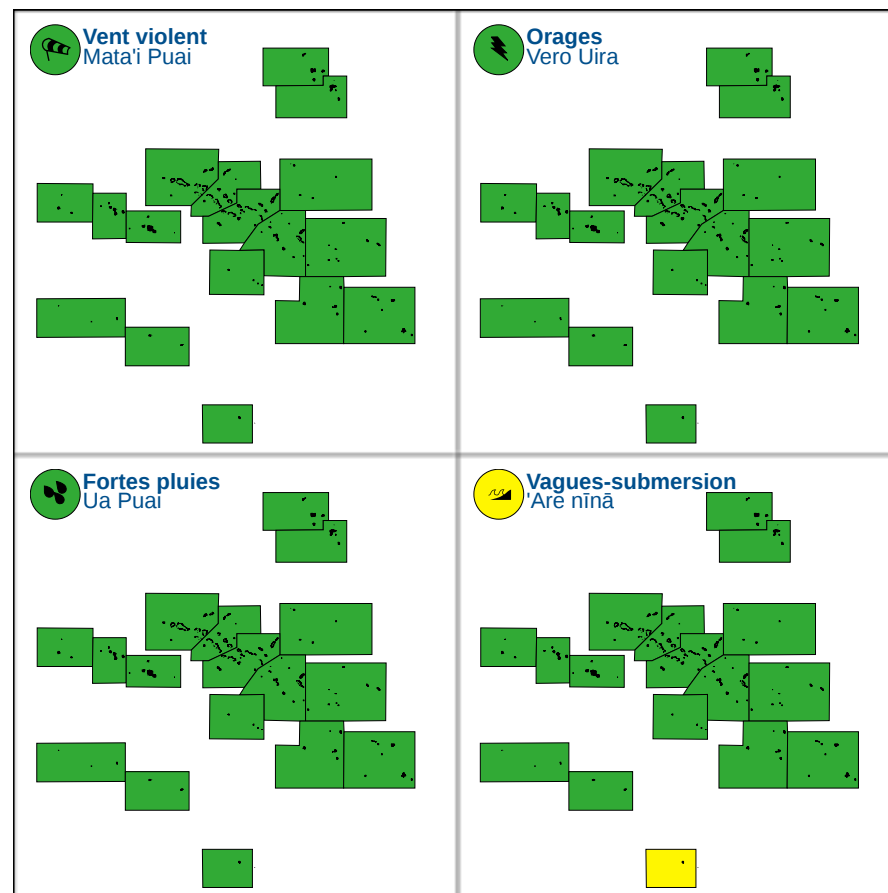 Vent violent
Mata'i Puai
Orages
Vero Uira
Fortes pluies
Ua Puai
Vagues-submersion
'Are nīnā